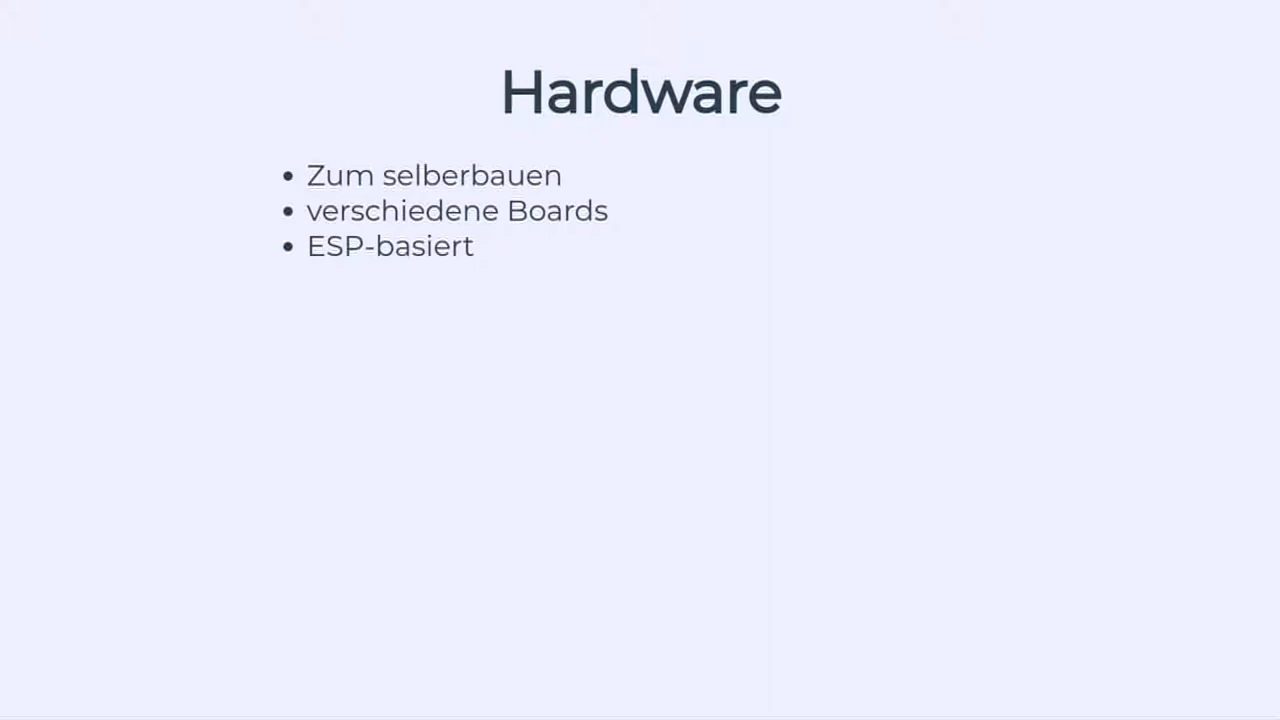 Hardware
• Zum selberbauen
• verschiedene Boards
• ESP-basiert